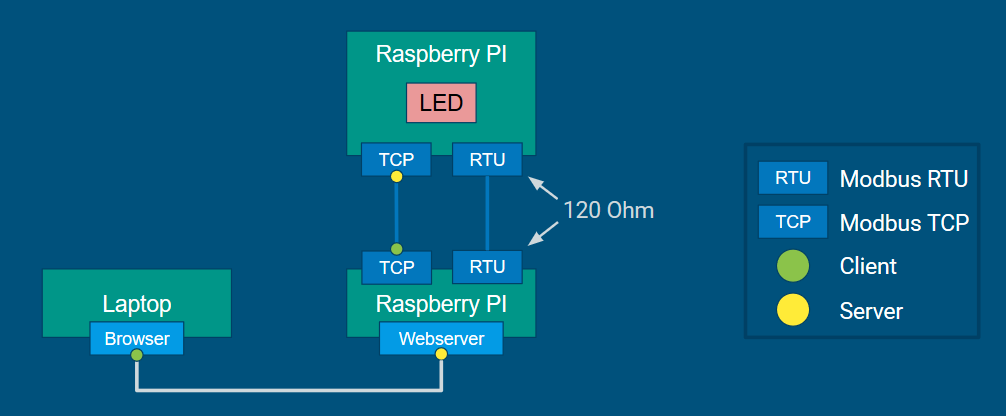 Raspberry PI
LED
TCP
RTU
120 Ohm
TCP
RTU
Raspberry PI
Webserver
Laptop
Browser
RTU
Modbus RTU
TCP
Modbus TCP
Client
Server